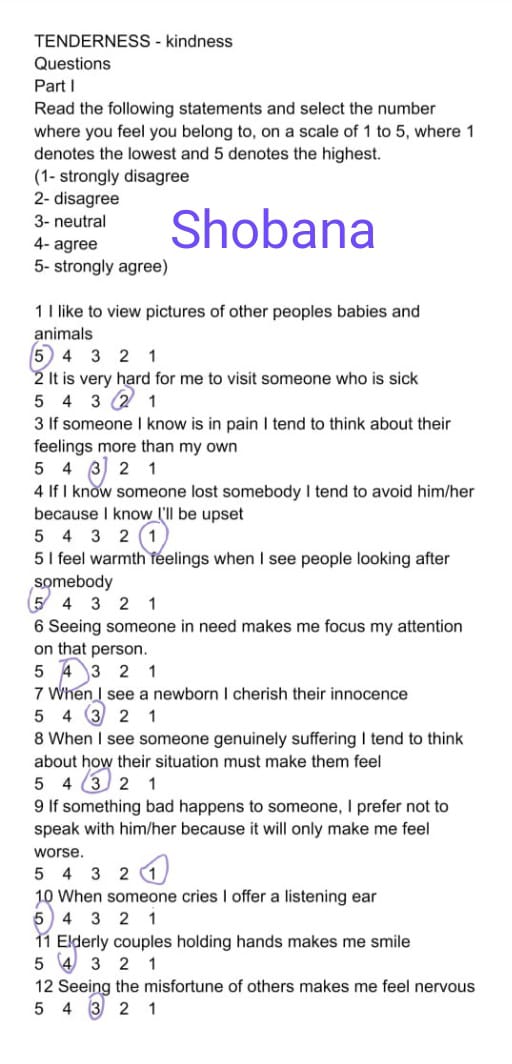 TENDERNESS - kindness
Questions
Part I
Read the following statements and select the number
where you feel you belong to, on a scale of 1 to 5, where 1
denotes the lowest and 5 denotes the highest.
(1- strongly disagree
2- disagree
3- neutral
4- agree
5- strongly agree)
Shobana
1 I like to view pictures of other peoples babies and
animals
5 4 3 2 1
2 It is very hard for me to visit someone who is sick
5 4 3 2 1
3 If someone I know is in pain I tend to think about their
feelings more than my own
5 4 3 2 1
4 If I know someone lost somebody I tend to avoid him/her
because I know I'll be upset
5 4 3 2 1
5 I feel warmth feelings when I see people looking after
somebody
5 4 3 2 1
6 Seeing someone in need makes me focus my attention
on that person.
5 4 3 2 1
7 When I see a newborn I cherish their innocence
5 4 3 2 1
8 When I see someone genuinely suffering I tend to think
about how their situation must make them feel
5 4 3 2 1
9 If something bad happens to someone, I prefer not to
speak with him/her because it will only make me feel
worse.
5 4 3 2 1
10 When someone cries I offer a listening ear
5 4 3 2 1
11 Elderly couples holding hands makes me smile
5 4 3 2 1
12 Seeing the misfortune of others makes me feel nervous
5 4 3 2 1